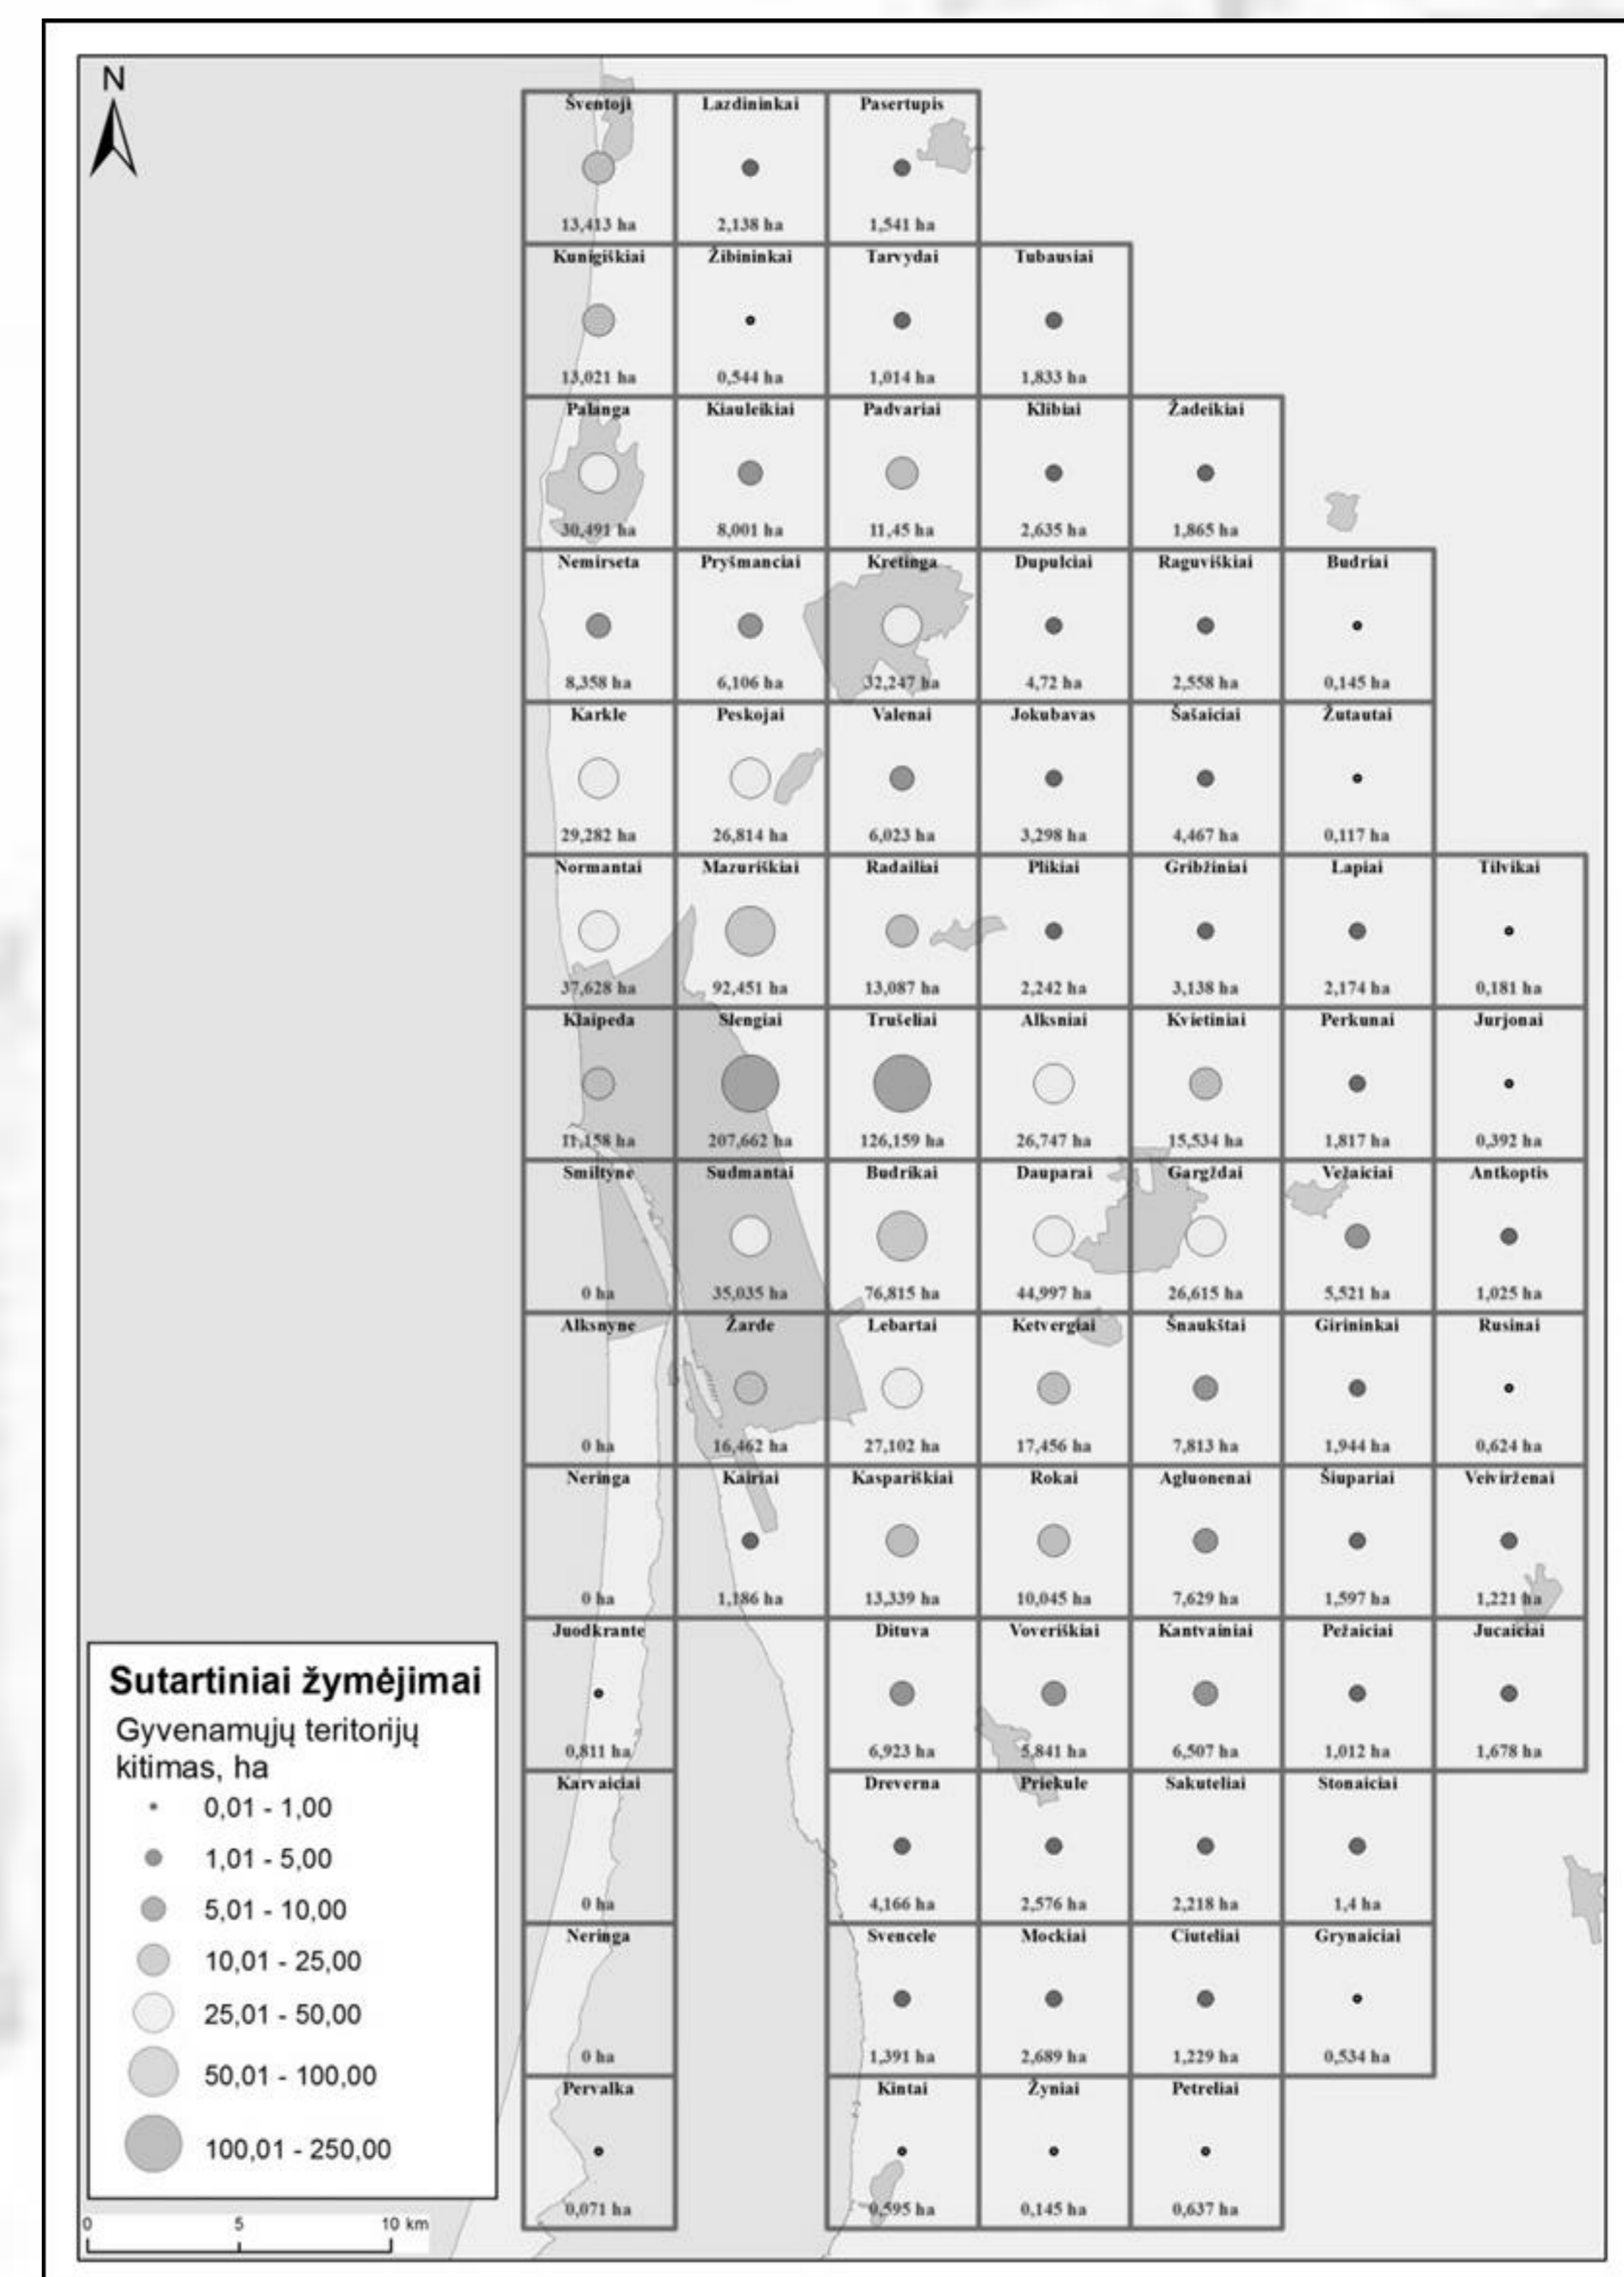 N
Šventoji Lazdininkai Pasertupis
13,413 ha 2,138 ha 1,541 ha
Kunigiškiai Žibininkai Tarvydai Tubausiai
13,021 ha 0,544 ha 1,014 ha 1,833 ha
Palanga Kiauleikiai Padvariai Klibiai Žadeikiai
30,491 ha 8,001 ha 11,45 ha 2,635 ha 1,865 ha
Nemirseta Pryšmanciai Kretinga Dupulciai Raguviškiai Budriai
8,358 ha 6,106 ha 32,247 ha 4,72 ha 2,558 ha 0,145 ha
Karkle Peskojai Valenai Jokubavas Šašaiciai Žutautai
29,282 ha 26,814 ha 6,023 ha 3,298 ha 4,467 ha 0,117 ha
Normantai Mazuriškiai Radailiai Plikiai Gribžiniai Lapiai Tilvikai
37,628 ha 92,451 ha 13,087 ha 2,242 ha 3,138 ha 2,174 ha 0,181 ha
Klaipeda Slengiai Trušeliai Alksniai Kvietiniai Perkunai Jurjonai
11,158 ha 207,662 ha 126,159 ha 26,747 ha 15,534 ha 1,817 ha 0,392 ha
Smiltyne Sudmantai Budrikai Dauparai Gargždai Vežaiciai Antkoptis
0 ha 35,035 ha 76,815 ha 44,997 ha 26,615 ha 5,521 ha 1,025 ha
Alksnyne Žarde Lebartai Ketvergiai Šnaukštai Girininkai Rusinai
0 ha 16,462 ha 27,102 ha 17,456 ha 7,813 ha 1,944 ha 0,624 ha
Neringa Kairiai Kaspariškiai Rokai Agluonenai Šiupariai Veivirženai
0 ha 1,186 ha 13,339 ha 10,045 ha 7,629 ha 1,597 ha 1,221 ha
Juodkrante Dituva Voveriškiai Kantvainiai Pežaiciai Jucaiciai
0,811 ha 6,923 ha 5,841 ha 6,507 ha 1,012 ha 1,678 ha
Karvaiciai Dreverna Priekule Sakuteliai Stonaiciai
0 ha 4,166 ha 2,576 ha 2,218 ha 1,4 ha
Neringa Svencele Mockiai Ciuteliai Grynaiciai
0 ha 1,391 ha 2,689 ha 1,229 ha 0,534 ha
Pervalka Kintai Žyniai Petreliai
0,071 ha 0,595 ha 0,145 ha 0,637 ha
Sutartiniai žymėjimai
Gyvenamųjų teritorijų
kitimas, ha
0,01 - 1,00
1,01 - 5,00
5,01 - 10,00
10,01 - 25,00
25,01 - 50,00
50,01 - 100,00
100,01 - 250,00
0 5 10 km